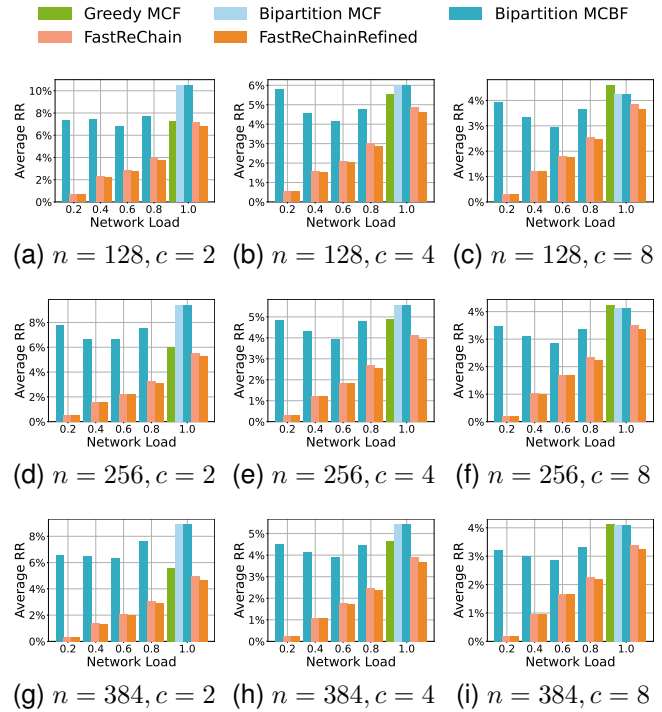 Greedy MCF Bipartition MCF Bipartition MCBF
FastReChain FastReChainRefined
Average RR
10%
8%
6%
4%
2%
0%
0.2 0.4 0.6 0.8 1.0
Network Load
(a) n = 128, c = 2
Average RR
6%
5%
4%
3%
2%
1%
0%
0.2 0.4 0.6 0.8 1.0
Network Load
(b) n = 128, c = 4
Average RR
4%
3%
2%
1%
0%
0.2 0.4 0.6 0.8 1.0
Network Load
(c) n = 128, c = 8
Average RR
8%
6%
4%
2%
0%
0.2 0.4 0.6 0.8 1.0
Network Load
(d) n = 256, c = 2
Average RR
5%
4%
3%
2%
1%
0%
0.2 0.4 0.6 0.8 1.0
Network Load
(e) n = 256, c = 4
Average RR
4%
3%
2%
1%
0%
0.2 0.4 0.6 0.8 1.0
Network Load
(f) n = 256, c = 8
Average RR
8%
6%
4%
2%
0%
0.2 0.4 0.6 0.8 1.0
Network Load
(g) n = 384, c = 2
Average RR
5%
4%
3%
2%
1%
0%
0.2 0.4 0.6 0.8 1.0
Network Load
(h) n = 384, c = 4
Average RR
4%
3%
2%
1%
0%
0.2 0.4 0.6 0.8 1.0
Network Load
(i) n = 384, c = 8